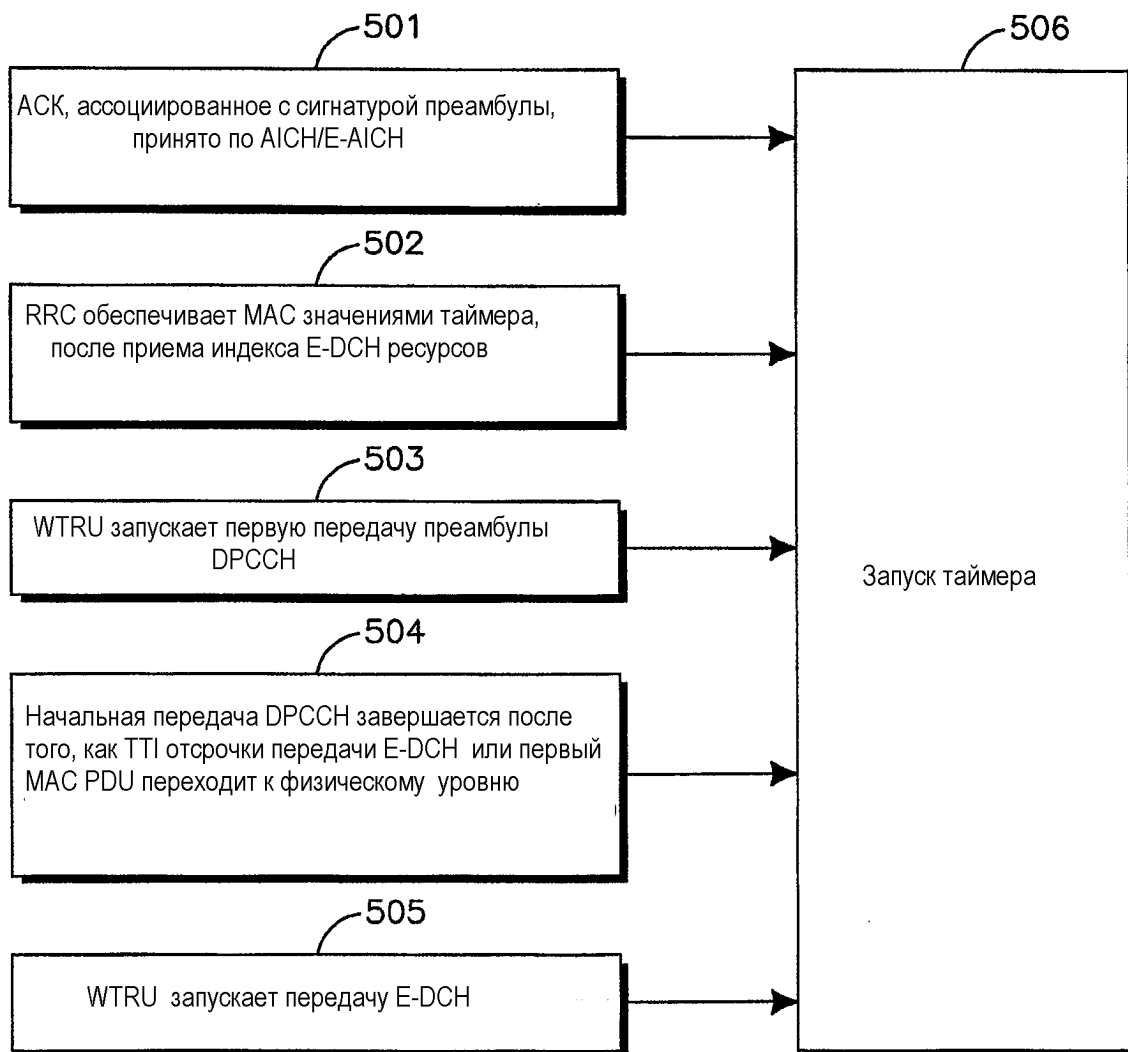 501
506
АСК, ассоциированное с сигнатурой преамбулы,
принято по AICH/E-AICH
502
RRC обеспечивает MAC значениями таймера,
после приема индекса E-DCH ресурсов
503
WTRU запускает первую передачу преамбулы
DPCCH
Запуск таймера
504
Начальная передача DPCCH завершается после
того, как TTI отсрочки передачи E-DCH или первый
MAC PDU переходит к физическому уровню
505
WTRU запускает передачу E-DCH